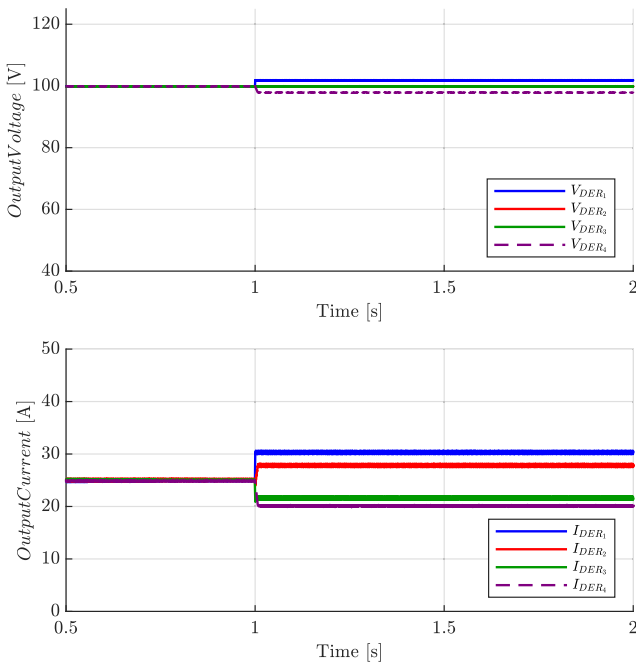 120
100
80
60
40
OutputVoltage [V]
V_DER1
V_DER2
V_DER3
V_DER4
0.5 1 1.5 2
Time [s]
50
40
30
20
10
0
OutputCurrent [A]
I_DER1
I_DER2
I_DER3
I_DER4
0.5 1 1.5 2
Time [s]